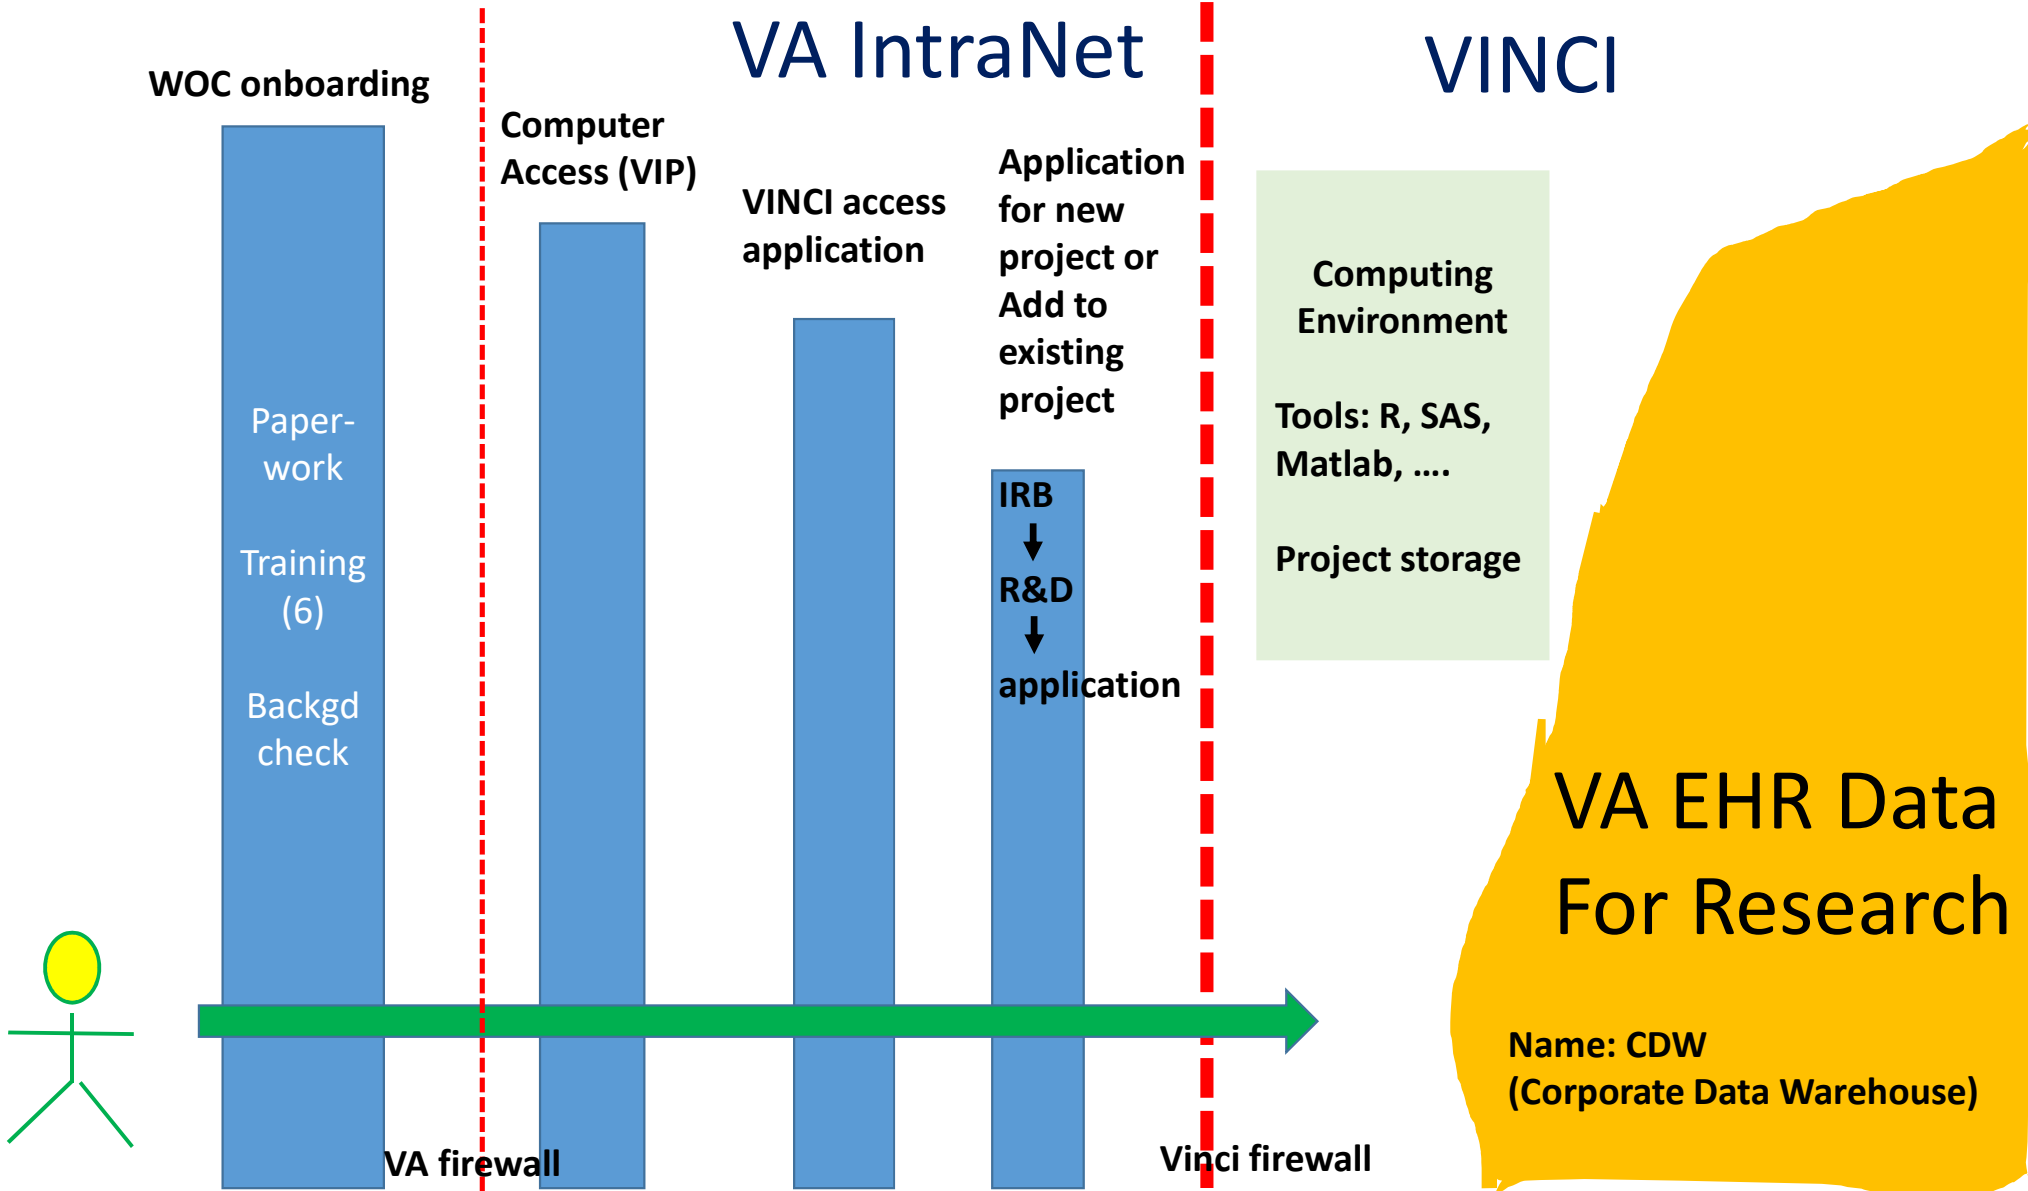 VA IntraNet
VINCI
WOC onboarding
Paper-
work
Training
(6)
Backgd
check
VA firewall
Computer
Access (VIP)
VINCI access
application
Application
for new
project or
Add to
existing
project
IRB
R&D
application
Vinci firewall
Computing
Environment
Tools: R, SAS,
Matlab, ....
Project storage
VA EHR Data
For Research
Name: CDW
(Corporate Data Warehouse)